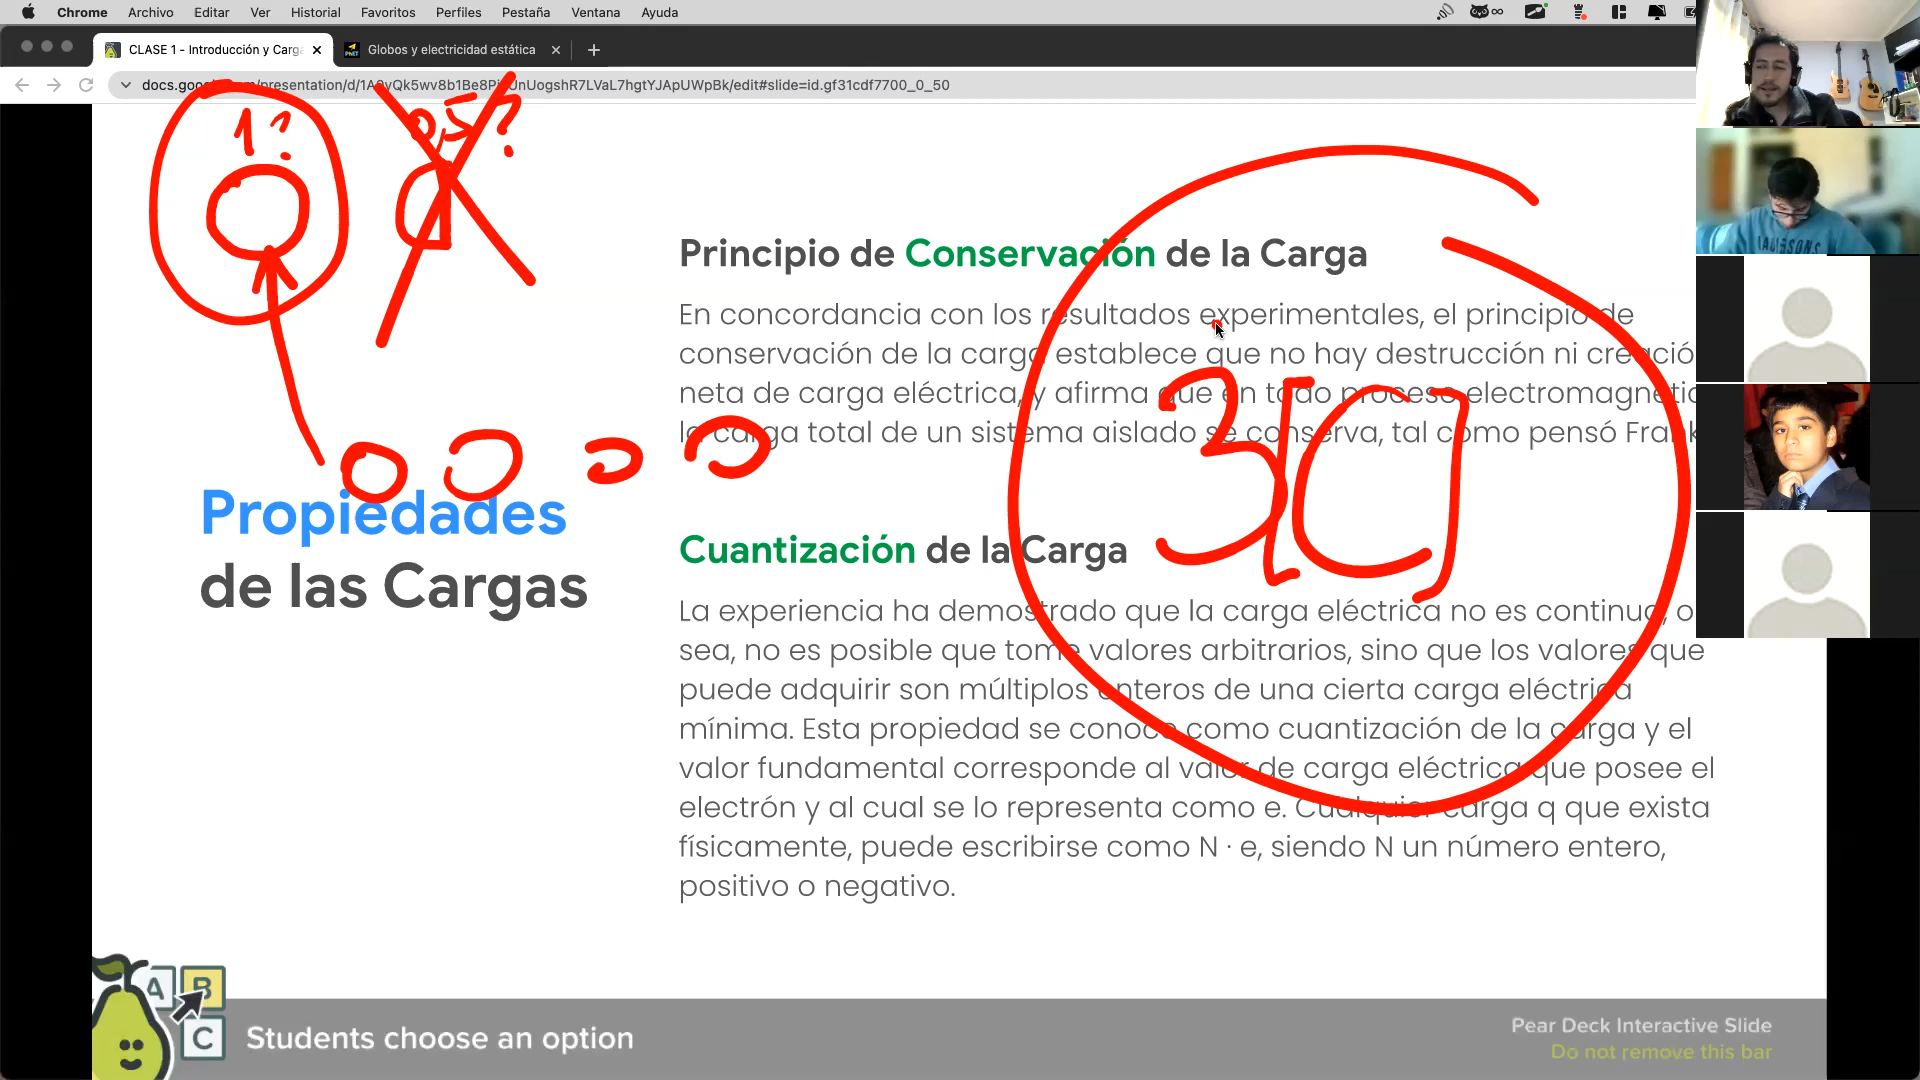 Chrome Archivo Editar Ver Historial Favoritos Perfiles Pestaña Ventana Ayuda
CLASE 1 - Introducción y Carga
Globos y electricidad estática
1?
0,5?
Principio de Conservación de la Carga
En concordancia con los resultados experimentales, el principio de
conservación de la carga establece que no hay destrucción ni creació
neta de carga eléctrica, y afirma que en todo proceso electromagnétic
la carga total de un sistema aislado se conserva, tal como pensó Frank
3[C]
Propiedades
de las Cargas
Cuantización de la Carga
La experiencia ha demostrado que la carga eléctrica no es continua, o
sea, no es posible que tome valores arbitrarios, sino que los valores que
puede adquirir son múltiplos enteros de una cierta carga eléctrica
mínima. Esta propiedad se conoce como cuantización de la carga y el
valor fundamental corresponde al valor de carga eléctrica que posee el
electrón y al cual se lo representa como e. Cualquier carga q que exista
físicamente, puede escribirse como N · e, siendo N un número entero,
positivo o negativo.
A B
C
Students choose an option
Pear Deck Interactive Slide
Do not remove this bar